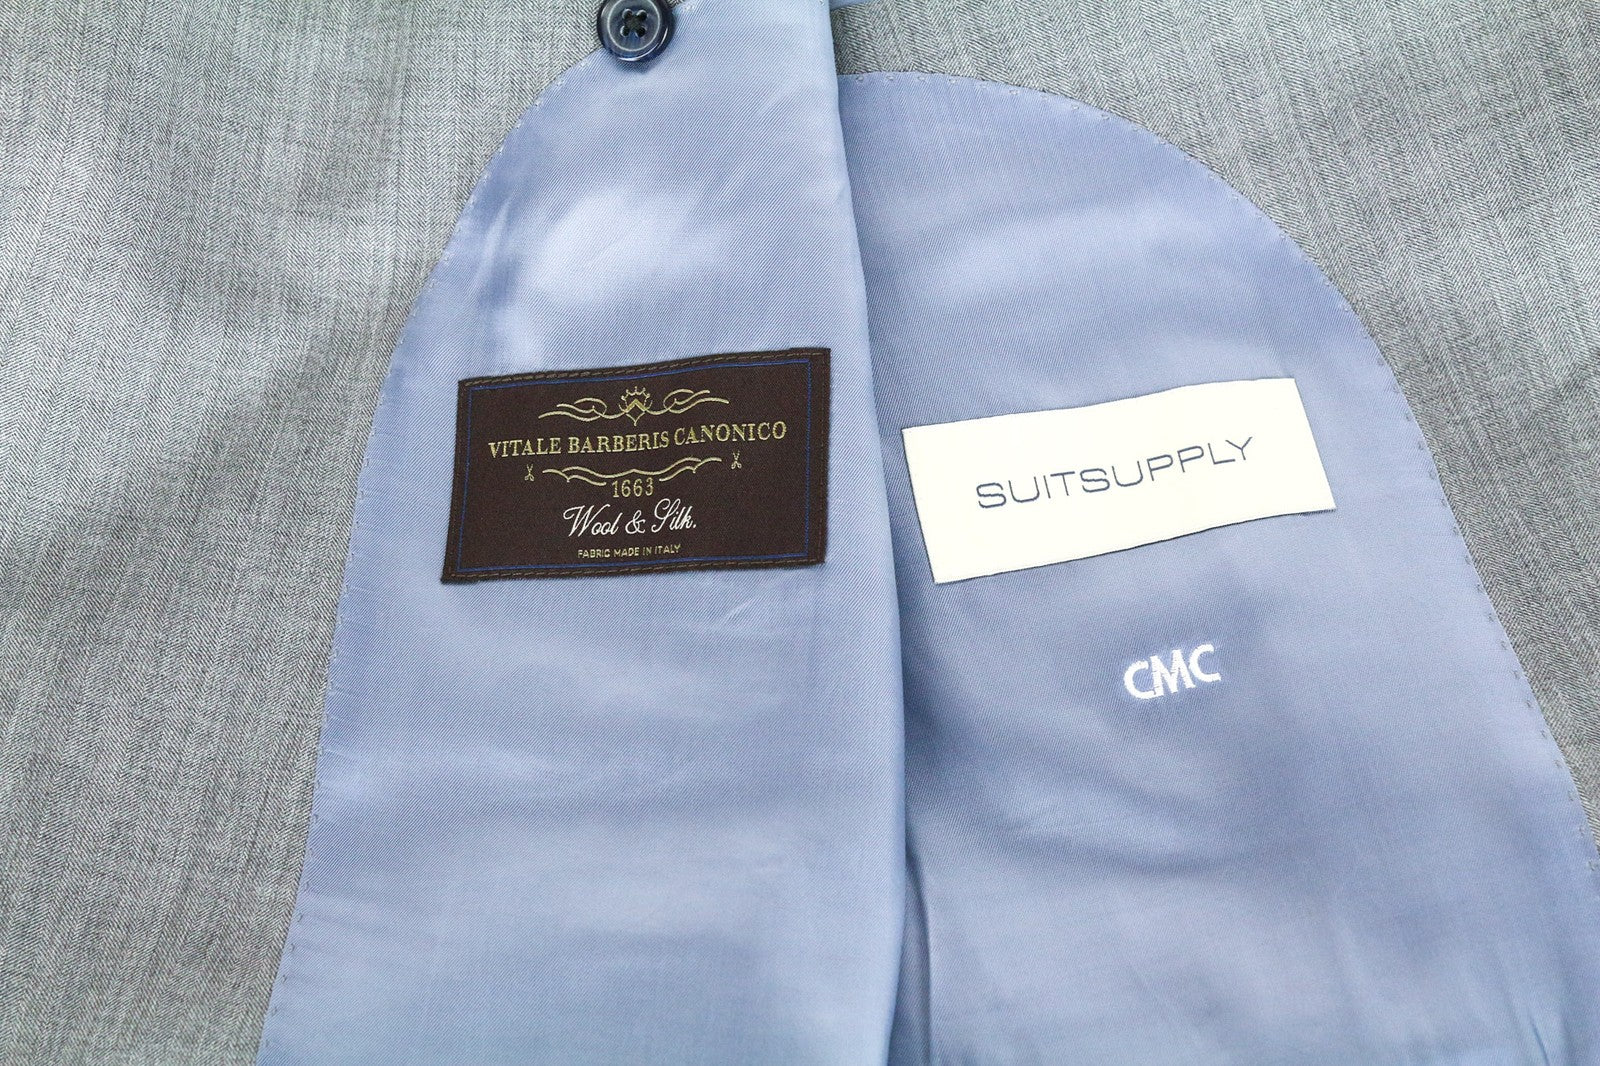 VITALE BARBERIS CANONICO
1663
Wool & Silk.
FABRIC MADE IN ITALY
SUITSUPPLY
CMC